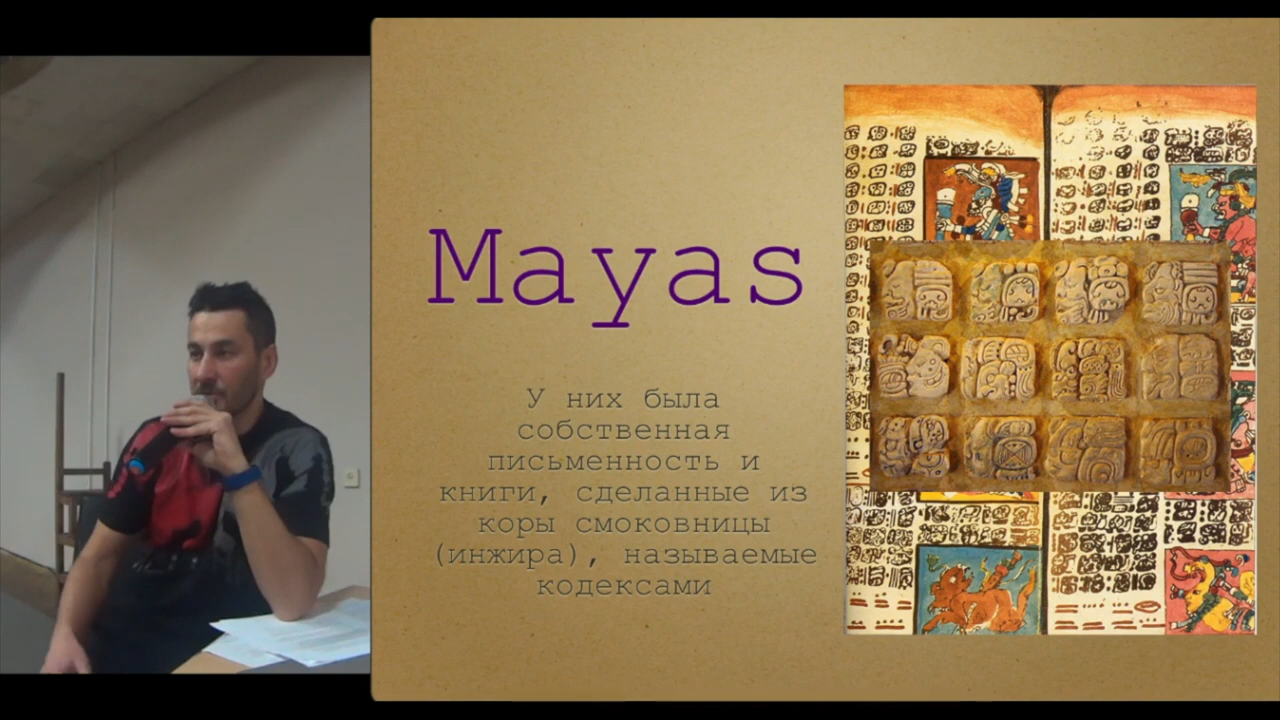 Mayas
У них была
собственная
письменность и
книги, сделанные из
коры смоковницы
(инжира), называемые
кодексами